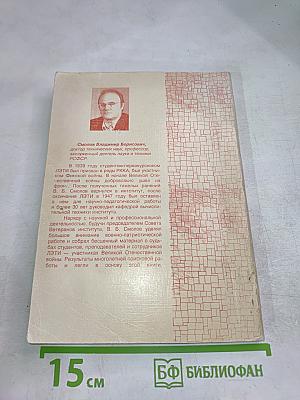 Смолов Владимир Борисович,
доктор технических наук, профессор,
заслуженный деятель науки и техники
РСФСР
В 1939 году студентом-первокурсником
ЛЭТИ был призван в ряды РККА, был участни-
ком Финской войны. В начале Великой Оте-
чественной войны добровольно ушел на
фронт. После полученных тяжелых ранений
В. Б. Смолов вернулся в институт, после
окончания ЛЭТИ в 1947 году был оставлен
в нем для научно-педагогической работы
и более 30 лет руководил кафедрой вычисли-
тельной техники института.
Наряду с научной и профессиональной
деятельностью, будучи председателем Совета
Ветеранов института, В. Б. Смолов уделял
большое внимание военно-патриотической
работе и собрал бесценный материал о судь-
бах студентов, преподавателей и сотрудников
ЛЭТИ — участников Великой Отечественной
войны. Результаты многолетней поисковой ра-
боты и легли в основу этой книги.
15 см
БФ БИБЛИОФАН